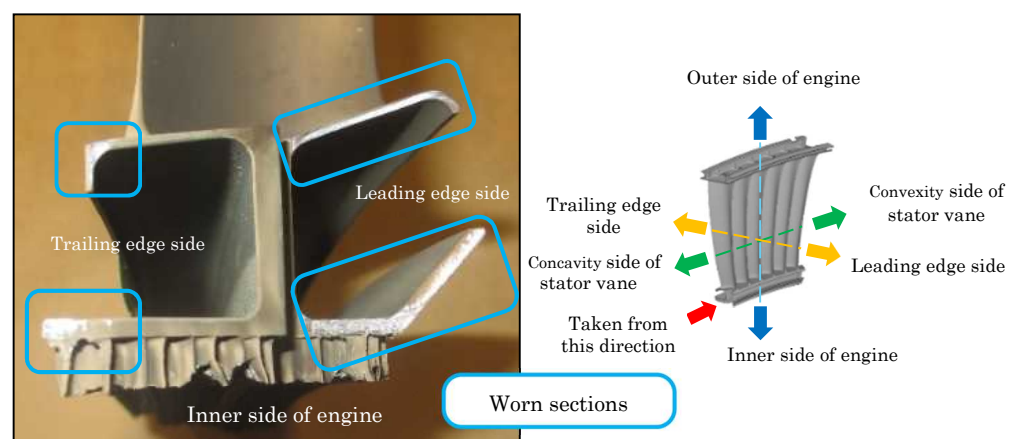 Trailing edge side
Leading edge side
Inner side of engine
Worn sections
Outer side of engine
Trailing edge
side
Convexity side of
stator vane
Concavity side of
stator vane
Leading edge side
Taken from
this direction
Inner side of engine